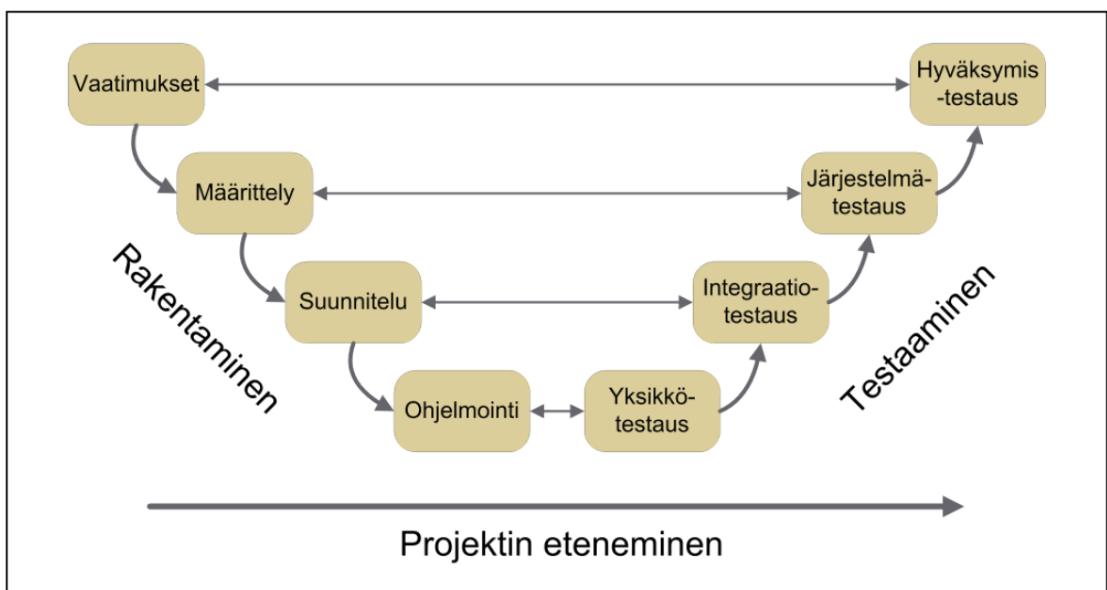 Vaatimukset
Hyväksymis
-testaus
Määrittely
Järjestelmä-
testaus
Rakentaminen
Suunnitelu
Integraatio-
testaus
Testaaminen
Ohjelmointi
Yksikkö-
testaus
Projektin eteneminen